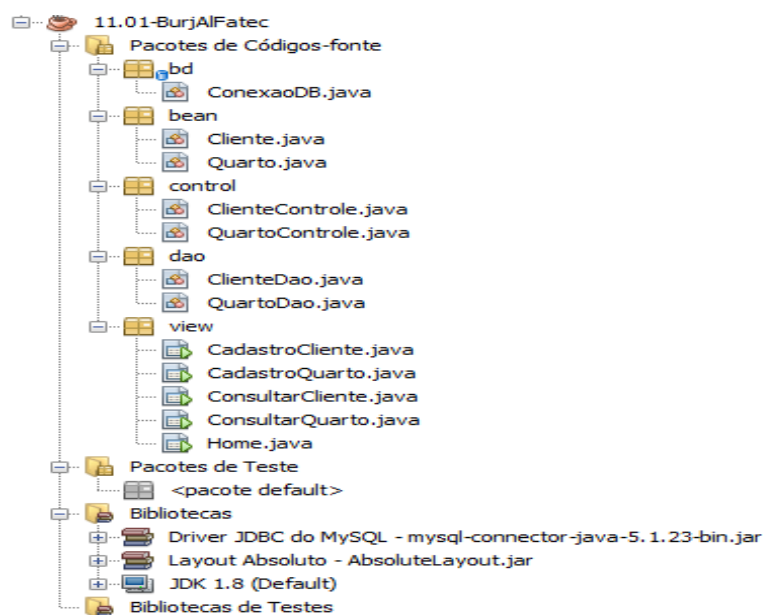 11.01-BurjAlFatec
Pacotes de Códigos-fonte
bd
ConexaoDB.java
bean
Cliente.java
Quarto.java
control
ClienteControle.java
QuartoControle.java
dao
ClienteDao.java
QuartoDao.java
view
CadastroCliente.java
CadastroQuarto.java
ConsultarCliente.java
ConsultarQuarto.java
Home.java
Pacotes de Teste
<pacote default>
Bibliotecas
Driver JDBC do MySQL - mysql-connector-java-5.1.23-bin.jar
Layout Absoluto - AbsoluteLayout.jar
JDK 1.8 (Default)
Bibliotecas de Testes